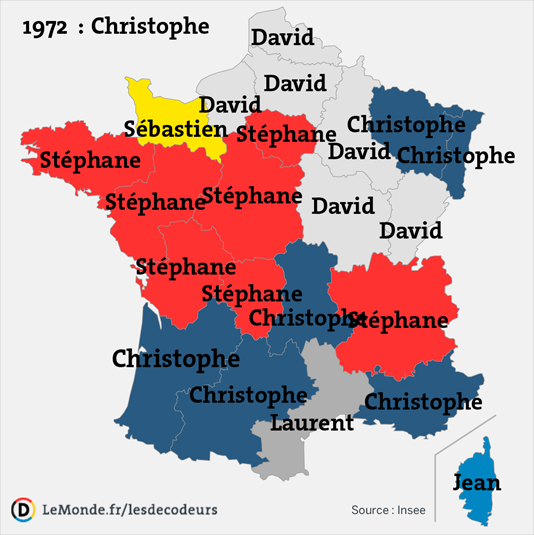 1972 : Christophe
David
David
David
Sébastien
Stéphane
Christophe
David
Christophe
Stéphane
Stéphane
Stéphane
David
David
Stéphane
Stéphane
Christophe
Stéphane
Christophe
Christophe
Christophe
Laurent
Jean
LeMonde.fr/lesdecodeurs
Source : Insee